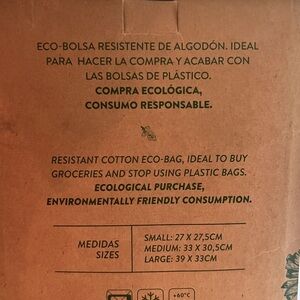 ECO-BOLSA RESISTENTE DE ALGODÓN. IDEAL
PARA HACER LA COMPRA Y ACABAR CON
LAS BOLSAS DE PLÁSTICO.
COMPRA ECOLÓGICA,
CONSUMO RESPONSABLE.
RESISTANT COTTON ECO-BAG, IDEAL TO BUY
GROCERIES AND STOP USING PLASTIC BAGS.
ECOLOGICAL PURCHASE,
ENVIRONMENTALLY FRIENDLY CONSUMPTION.
MEDIDAS
SIZES
SMALL: 27 X 27,5CM
MEDIUM: 33 X 30,5CM
LARGE: 39 X 33CM
+60°C